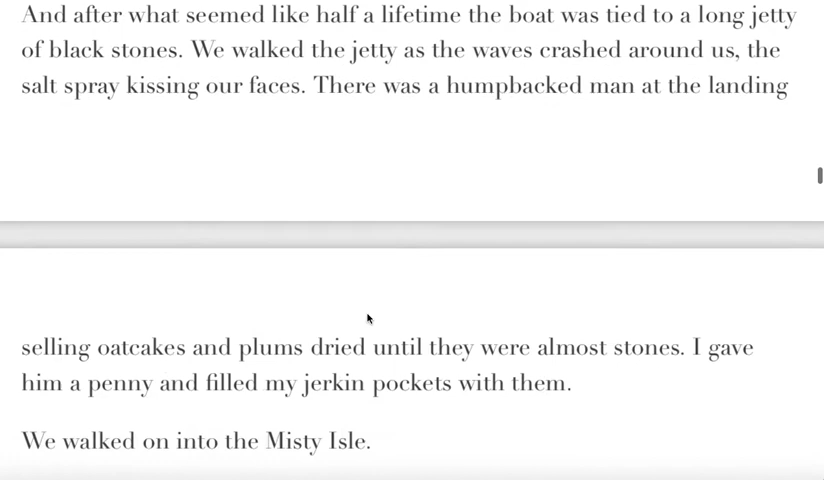 And after what seemed like half a lifetime the boat was tied to a long jetty
of black stones. We walked the jetty as the waves crashed around us, the
salt spray kissing our faces. There was a humpbacked man at the landing
selling oatcakes and plums dried until they were almost stones. I gave
him a penny and filled my jerkin pockets with them.
We walked on into the Misty Isle.